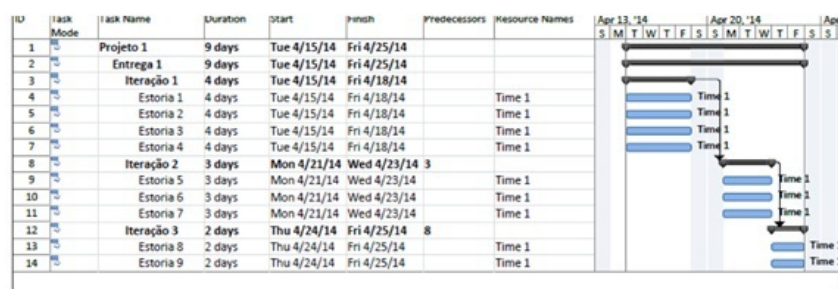 ID Task Mode Task Name Duration Start Finish Predecessors Resource Names Apr 13, '14 Apr 20, '14 Ap
S M T W T F S S M T W T F S S
1 Projeto 1 9 days Tue 4/15/14 Fri 4/25/14
2 Entrega 1 9 days Tue 4/15/14 Fri 4/25/14
3 Iteração 1 4 days Tue 4/15/14 Fri 4/18/14
4 Estoria 1 4 days Tue 4/15/14 Fri 4/18/14 Time 1 Time 1
5 Estoria 2 4 days Tue 4/15/14 Fri 4/18/14 Time 1 Time 1
6 Estoria 3 4 days Tue 4/15/14 Fri 4/18/14 Time 1 Time 1
7 Estoria 4 4 days Tue 4/15/14 Fri 4/18/14 Time 1 Time 1
8 Iteração 2 3 days Mon 4/21/14 Wed 4/23/14 3
9 Estoria 5 3 days Mon 4/21/14 Wed 4/23/14 Time 1 Time 1
10 Estoria 6 3 days Mon 4/21/14 Wed 4/23/14 Time 1 Time 1
11 Estoria 7 3 days Mon 4/21/14 Wed 4/23/14 Time 1 Time 1
12 Iteração 3 2 days Thu 4/24/14 Fri 4/25/14 8
13 Estoria 8 2 days Thu 4/24/14 Fri 4/25/14 Time 1 Time
14 Estoria 9 2 days Thu 4/24/14 Fri 4/25/14 Time 1 Time